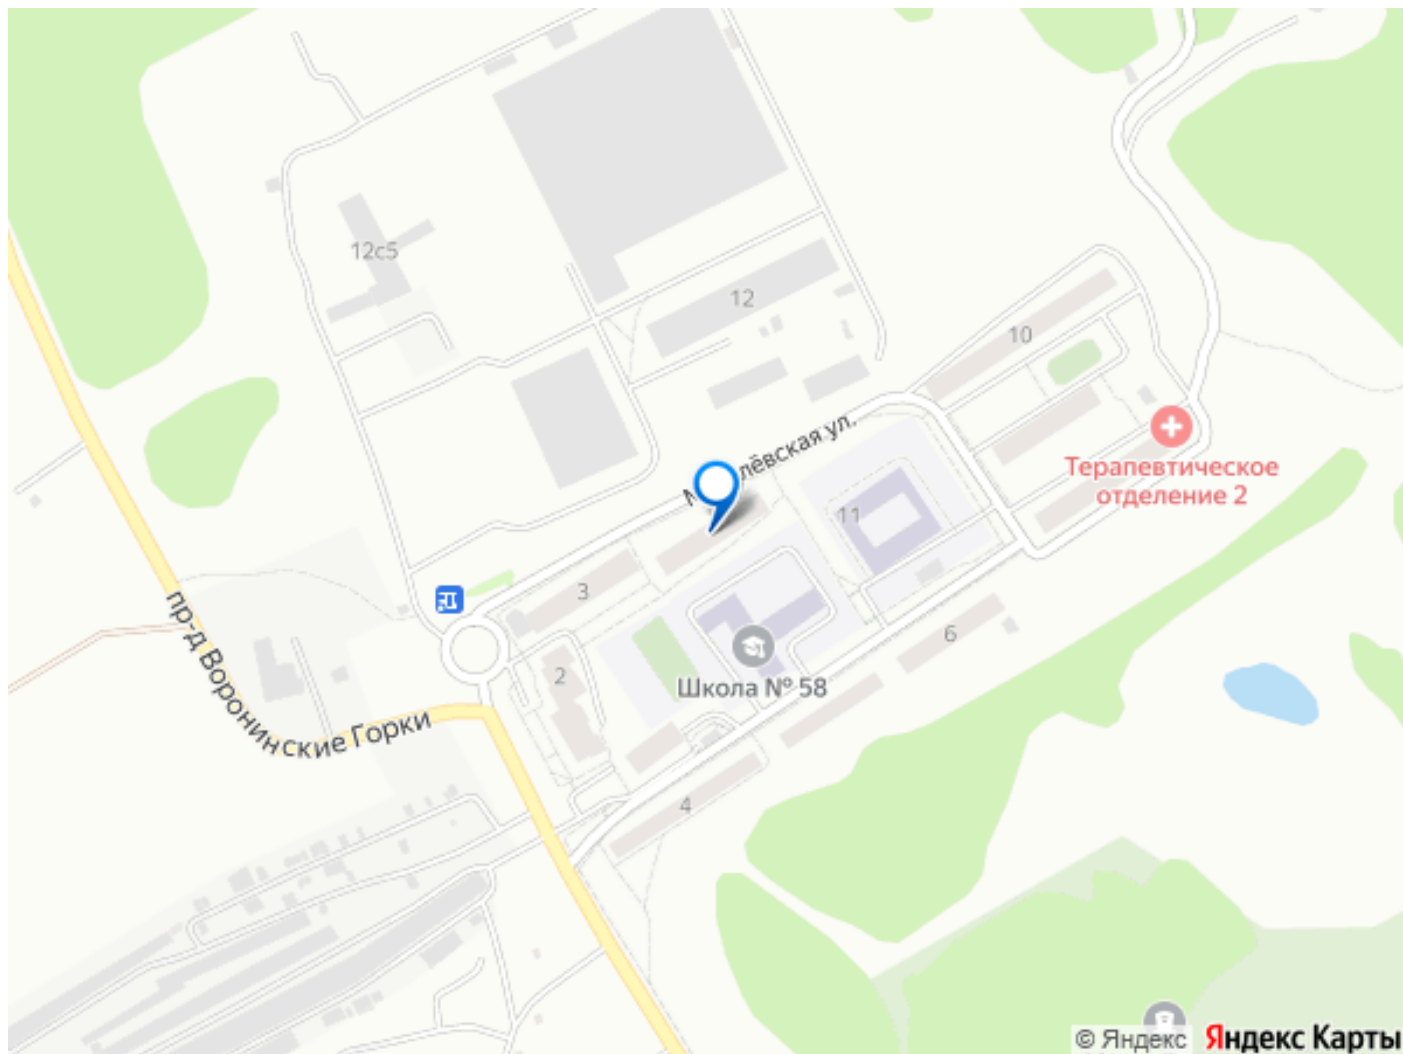 12с5
12
10
лёвская ул.
11
Терапевтическое
отделение 2
3
6
2
Школа № 58
пр-д Воронинские Горки
4
© Яндекс
Яндекс Карты